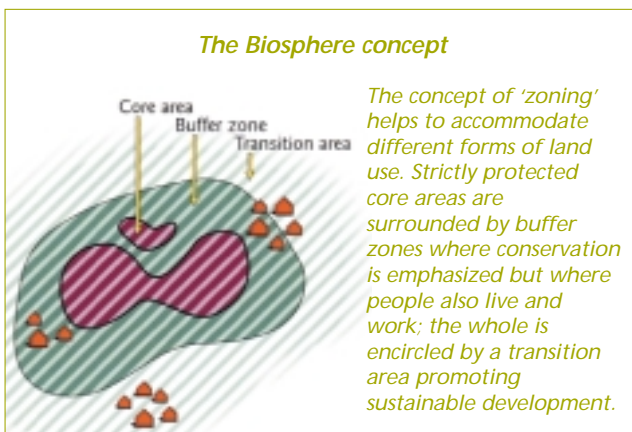 The Biosphere concept
Core area
Buffer zone
Transition area
The concept of ‘zoning’
helps to accommodate
different forms of land
use. Strictly protected
core areas are
surrounded by buffer
zones where conservation
is emphasized but where
people also live and
work; the whole is
encircled by a transition
area promoting
sustainable development.